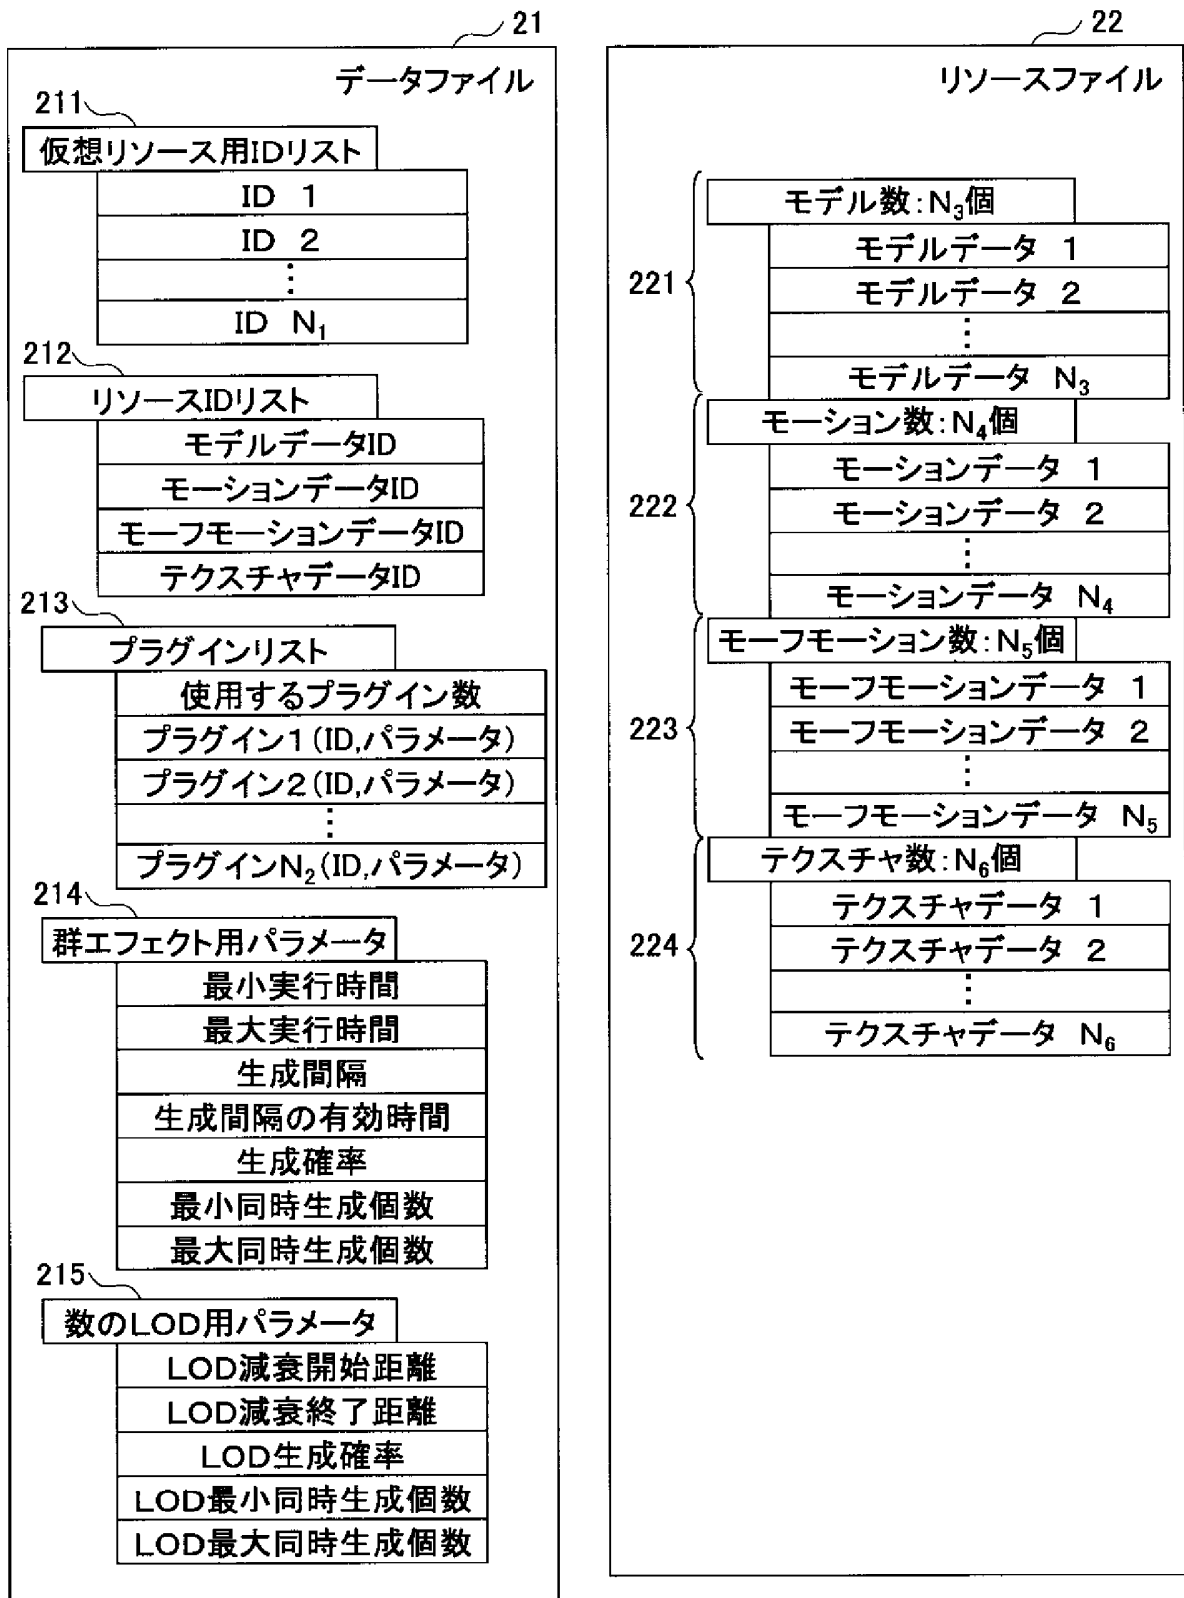 21
データファイル
211
仮想リソース用IDリスト
ID 1
ID 2
⋮
ID N₁
212
リソースIDリスト
モデルデータID
モーションデータID
モーフモーションデータID
テクスチャデータID
213
プラグインリスト
使用するプラグイン数
プラグイン1(ID,パラメータ)
プラグイン2(ID,パラメータ)
⋮
プラグインN₂(ID,パラメータ)
214
群エフェクト用パラメータ
最小実行時間
最大実行時間
生成間隔
生成間隔の有効時間
生成確率
最小同時生成個数
最大同時生成個数
215
数のLOD用パラメータ
LOD減衰開始距離
LOD減衰終了距離
LOD生成確率
LOD最小同時生成個数
LOD最大同時生成個数
22
リソースファイル
221
モデル数:N₃個
モデルデータ 1
モデルデータ 2
⋮
モデルデータ N₃
222
モーション数:N₄個
モーションデータ 1
モーションデータ 2
⋮
モーションデータ N₄
223
モーフモーション数:N₅個
モーフモーションデータ 1
モーフモーションデータ 2
⋮
モーフモーションデータ N₅
224
テクスチャ数:N₆個
テクスチャデータ 1
テクスチャデータ 2
⋮
テクスチャデータ N₆